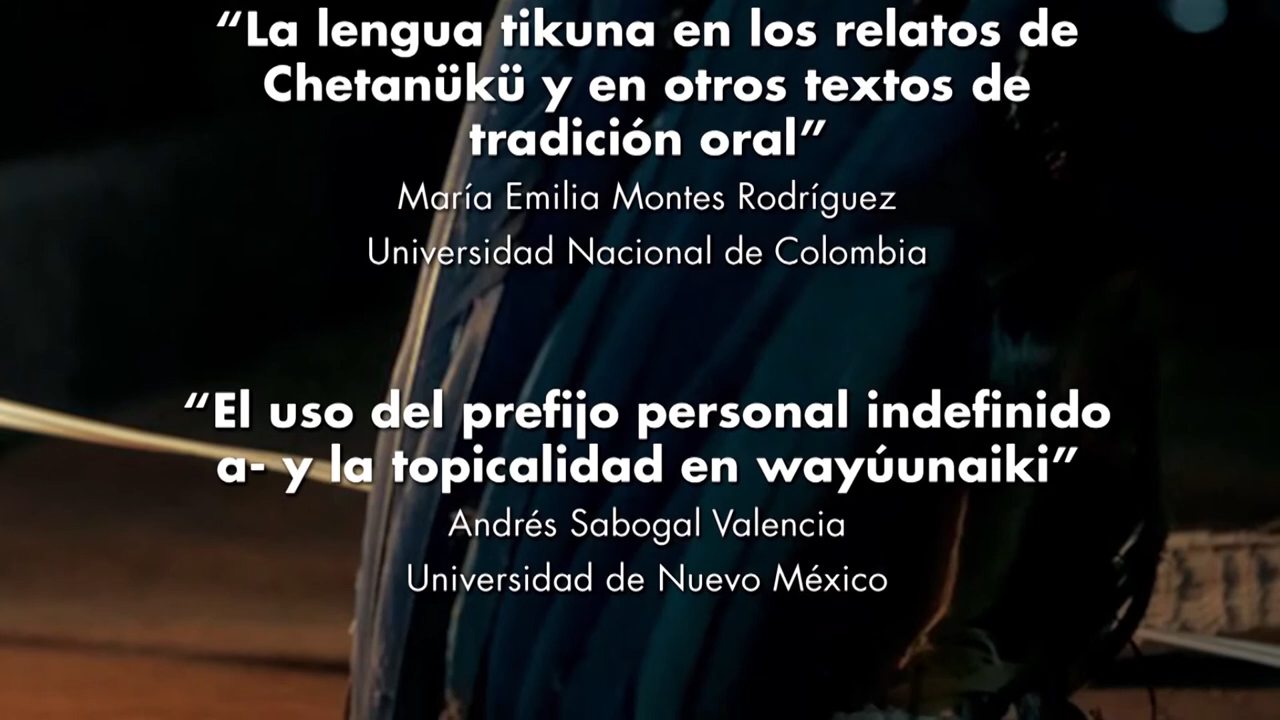 “La lengua tikuna en los relatos de
Chetanükü y en otros textos de
tradición oral”
María Emilia Montes Rodríguez
Universidad Nacional de Colombia
“El uso del prefijo personal indefinido
a- y la topicalidad en wayúunaiki”
Andrés Sabogal Valencia
Universidad de Nuevo México